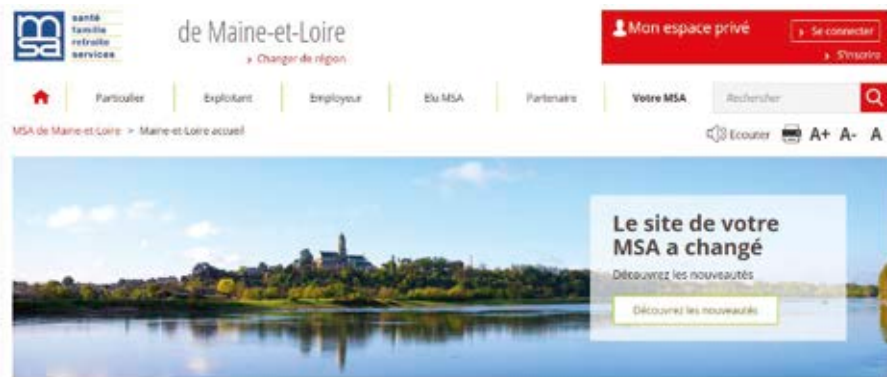 msa
santé
famille
retraite
services
de Maine-et-Loire
Changer de région
Mon espace privé
Se connecter
S'inscrire
Particulier
Exploitant
Employeur
Elu MSA
Partenaire
Votre MSA
Rechercher
MSA de Maine-et-Loire > Maine-et-Loire accueil
Ecouter A+ A- A
Le site de votre
MSA a changé
Découvrez les nouveautés
Découvrez les nouveautés